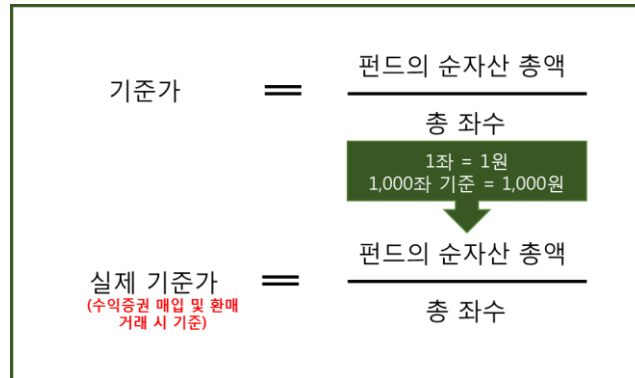 펀드의 순자산 총액
기준가 =
총 좌수
1좌 = 1원
1,000좌 기준 = 1,000원
펀드의 순자산 총액
실제 기준가 =
(수익증권 매입 및 환매
거래 시 기준)
총 좌수